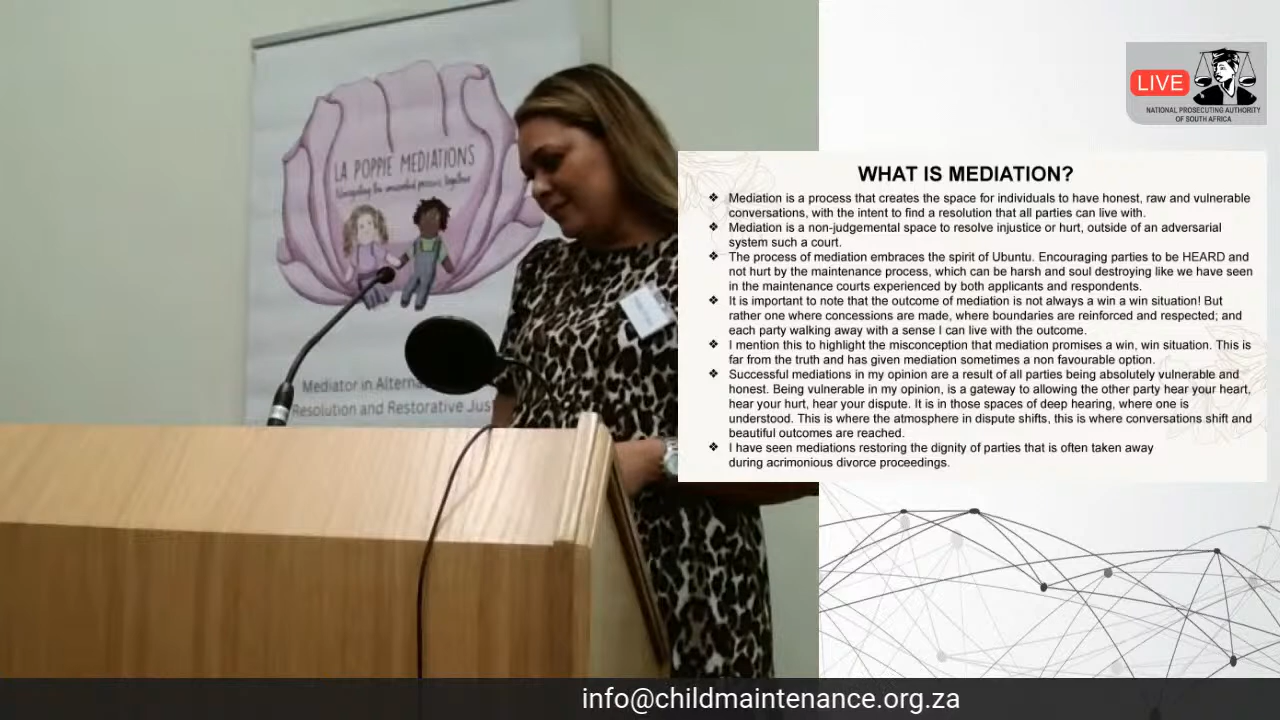 LA POPPIE MEDIATIONS
Navigating the unwanted process, together
Mediator in Alterna
Resolution and Restorative Jus
LIVE
NATIONAL PROSECUTING AUTHORITY
OF SOUTH AFRICA
WHAT IS MEDIATION?
❖ Mediation is a process that creates the space for individuals to have honest, raw and vulnerable
conversations, with the intent to find a resolution that all parties can live with.
❖ Mediation is a non-judgemental space to resolve injustice or hurt, outside of an adversarial
system such a court.
❖ The process of mediation embraces the spirit of Ubuntu. Encouraging parties to be HEARD and
not hurt by the maintenance process, which can be harsh and soul destroying like we have seen
in the maintenance courts experienced by both applicants and respondents.
❖ It is important to note that the outcome of mediation is not always a win a win situation! But
rather one where concessions are made, where boundaries are reinforced and respected; and
each party walking away with a sense I can live with the outcome.
❖ I mention this to highlight the misconception that mediation promises a win, win situation. This is
far from the truth and has given mediation sometimes a non favourable option.
❖ Successful mediations in my opinion are a result of all parties being absolutely vulnerable and
honest. Being vulnerable in my opinion, is a gateway to allowing the other party hear your heart,
hear your hurt, hear your dispute. It is in those spaces of deep hearing, where one is
understood. This is where the atmosphere in dispute shifts, this is where conversations shift and
beautiful outcomes are reached.
❖ I have seen mediations restoring the dignity of parties that is often taken away
during acrimonious divorce proceedings.
info@childmaintenance.org.za